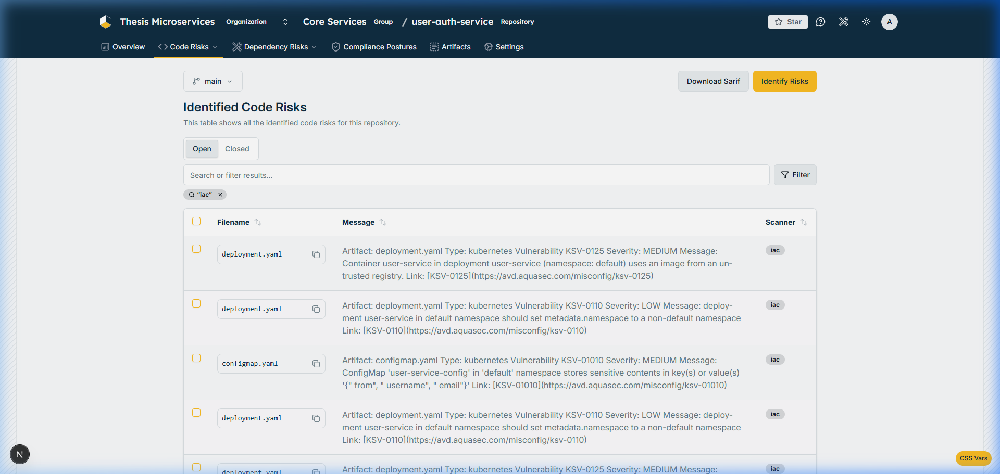 Thesis Microservices Organization Core Services Group / user-auth-service Repository Star A
Overview Code Risks Dependency Risks Compliance Postures Artifacts Settings
main Download Sarif Identify Risks
Identified Code Risks
This table shows all the identified code risks for this repository.
Open Closed
Search or filter results... Filter
"iac" ×
Filename Message Scanner
deployment.yaml
Artifact: deployment.yaml Type: kubernetes Vulnerability KSV-0125 Severity: MEDIUM Message:
Container user-service in deployment user-service (namespace: default) uses an image from an un-
trusted registry. Link: [KSV-0125](https://avd.aquasec.com/misconfig/ksv-0125)
iac
deployment.yaml
Artifact: deployment.yaml Type: kubernetes Vulnerability KSV-0110 Severity: LOW Message: deploy-
ment user-service in default namespace should set metadata.namespace to a non-default namespace
Link: [KSV-0110](https://avd.aquasec.com/misconfig/ksv-0110)
iac
configmap.yaml
Artifact: configmap.yaml Type: kubernetes Vulnerability KSV-01010 Severity: MEDIUM Message:
ConfigMap 'user-service-config' in 'default' namespace stores sensitive contents in key(s) or value(s)
'{" from", " username", " email"}' Link: [KSV-01010](https://avd.aquasec.com/misconfig/ksv-01010)
iac
deployment.yaml
Artifact: deployment.yaml Type: kubernetes Vulnerability KSV-0110 Severity: LOW Message: deploy-
ment user-service in default namespace should set metadata.namespace to a non-default namespace
Link: [KSV-0110](https://avd.aquasec.com/misconfig/ksv-0110)
iac
deployment.yaml
Artifact: deployment.yaml Type: kubernetes Vulnerability KSV-0125 Severity: MEDIUM Message:
iac
N
CSS Vars